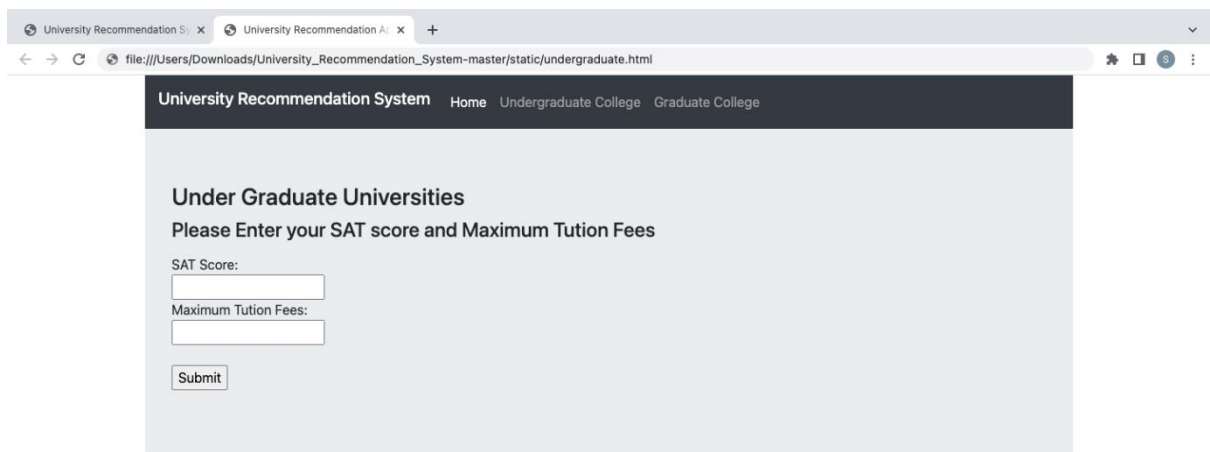 University Recommendation Sy
University Recommendation Ap
file:///Users/Downloads/University_Recommendation_System-master/static/undergraduate.html
S
University Recommendation System Home Undergraduate College Graduate College
Under Graduate Universities
Please Enter your SAT score and Maximum Tution Fees
SAT Score:
Maximum Tution Fees:
Submit